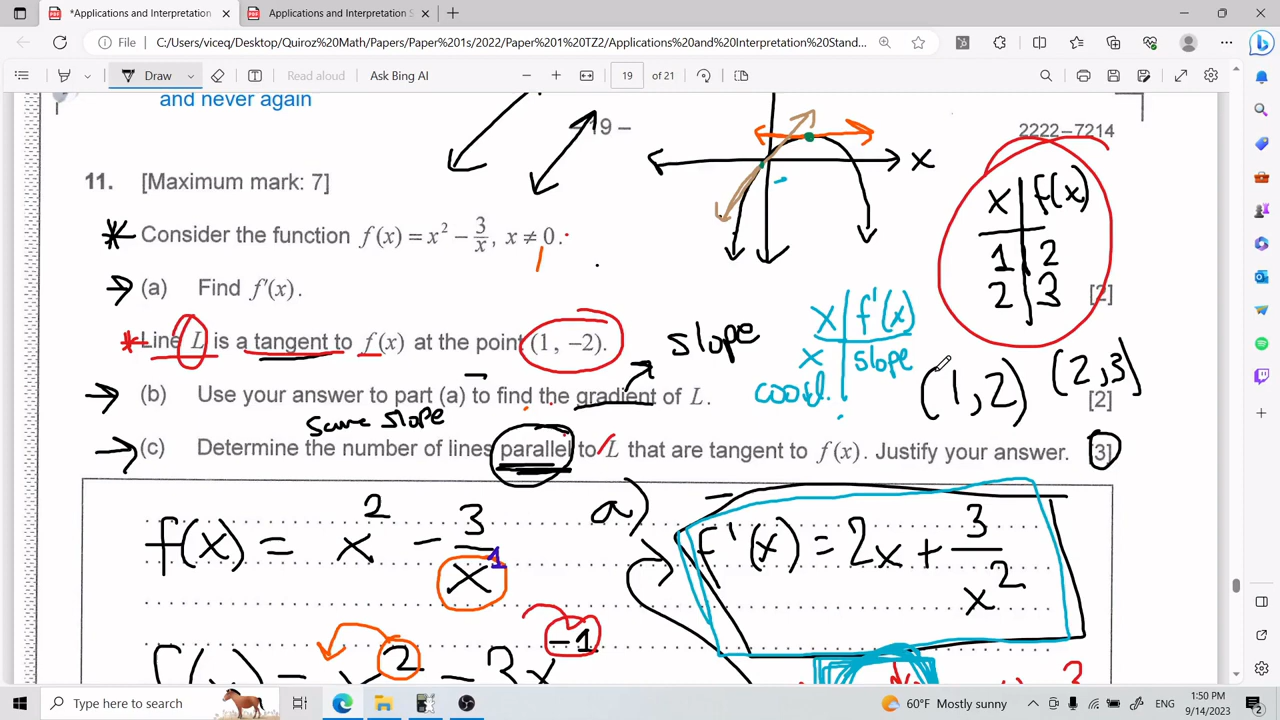 *Applications and Interpretation
Applications and Interpretation S
File
C:/Users/viceq/Desktop/Quiroz%20Math/Papers/Paper%201s/2022/Paper%201%20TZ2/Applications%20and%20Interpretation%20Stand...
Draw
Read aloud
Ask Bing AI
19
of 21
and never again
19 –
2222–7214
x
x f(x)
1 2
2 3
11. [Maximum mark: 7]
* Consider the function f(x) = x² − 3/x, x ≠ 0.
(a) Find f′(x). [2]
* Line L is a tangent to f(x) at the point (1, −2).
slope
x f'(x)
x slope
coord.
(1,2) (2,3)
(b) Use your answer to part (a) to find the gradient of L. [2]
same slope
(c) Determine the number of lines parallel to L that are tangent to f(x). Justify your answer. [3]
f(x) = x² − 3/x¹
a) f'(x) = 2x + 3/x²
−1
2
Type here to search
60°F Mostly sunny
ENG
1:50 PM
9/14/2023
2